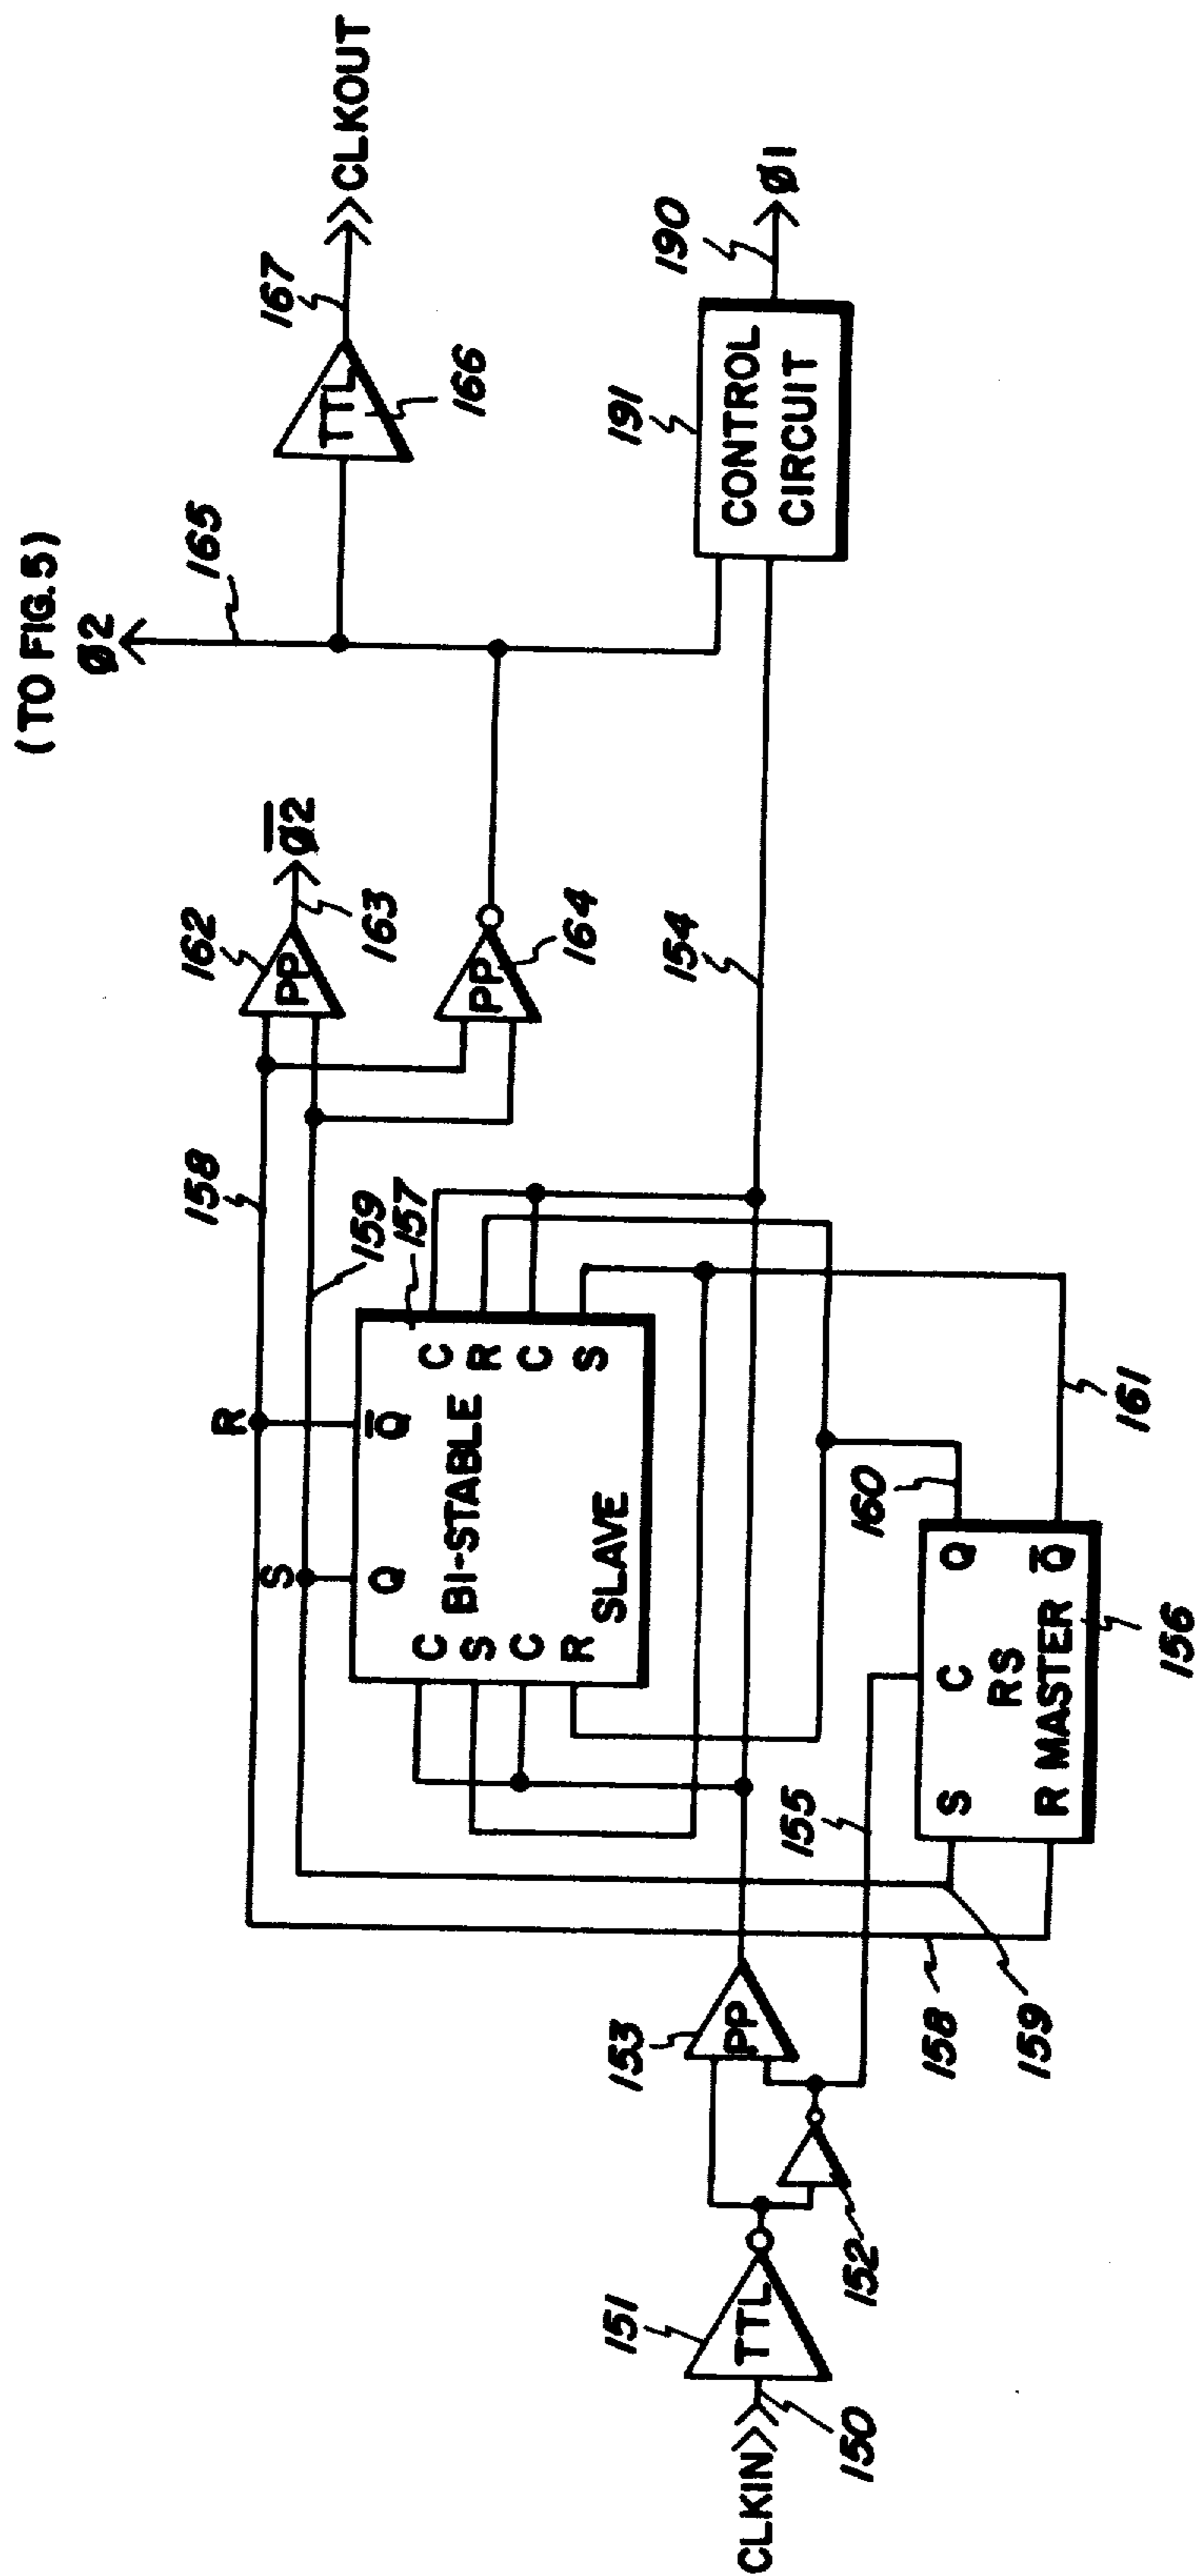 (TO FIG. 5)
Ø2
165
CLKOUT
167
TTL
166
Ø1
190
191
CONTROL
CIRCUIT
Ø2
162
PP
163
PP
164
154
158
159
157
R
S
Q
Q
BI-STABLE
SLAVE
C
R
C
S
C
S
C
R
160
161
155
S
C
Q
RS
R MASTER
Q
156
153
PP
158
159
151
TTL
152
CLKIN
150